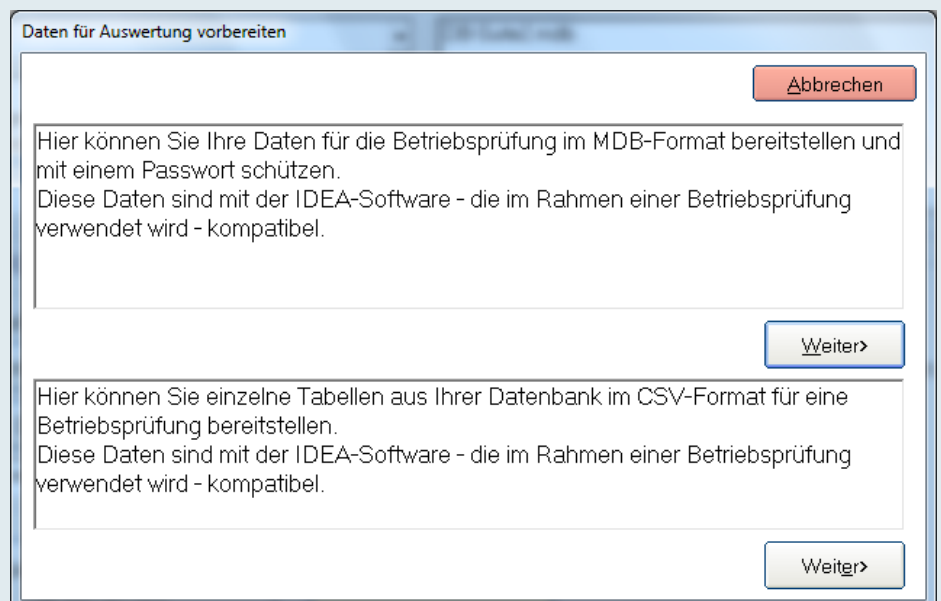 Daten für Auswertung vorbereiten
Abbrechen
Hier können Sie Ihre Daten für die Betriebsprüfung im MDB-Format bereitstellen und
mit einem Passwort schützen.
Diese Daten sind mit der IDEA-Software - die im Rahmen einer Betriebsprüfung
verwendet wird - kompatibel.
Weiter>
Hier können Sie einzelne Tabellen aus Ihrer Datenbank im CSV-Format für eine
Betriebsprüfung bereitstellen.
Diese Daten sind mit der IDEA-Software - die im Rahmen einer Betriebsprüfung
verwendet wird - kompatibel.
Weiter>